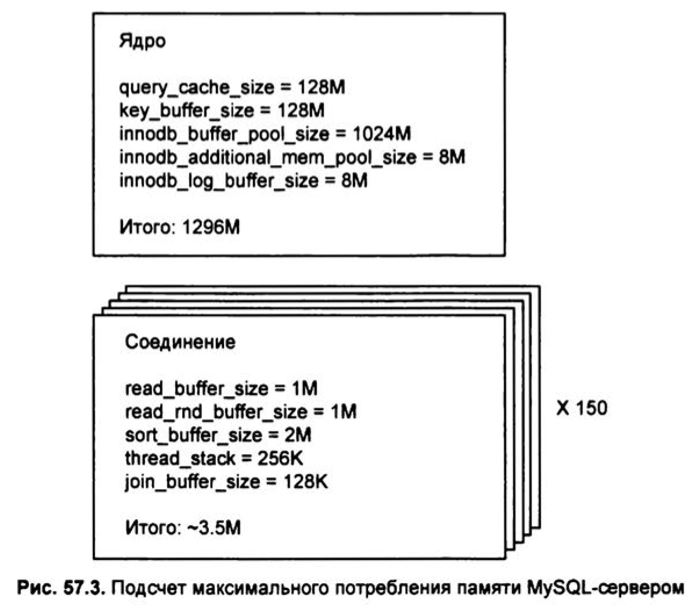 Ядро
query_cache_size = 128M
key_buffer_size = 128M
innodb_buffer_pool_size = 1024M
innodb_additional_mem_pool_size = 8M
innodb_log_buffer_size = 8M
Итого: 1296M
Соединение
read_buffer_size = 1M
read_rnd_buffer_size = 1M
sort_buffer_size = 2M
thread_stack = 256K
join_buffer_size = 128K
Итого: ~3.5M
X 150
Рис. 57.3. Подсчет максимального потребления памяти MySQL-сервером